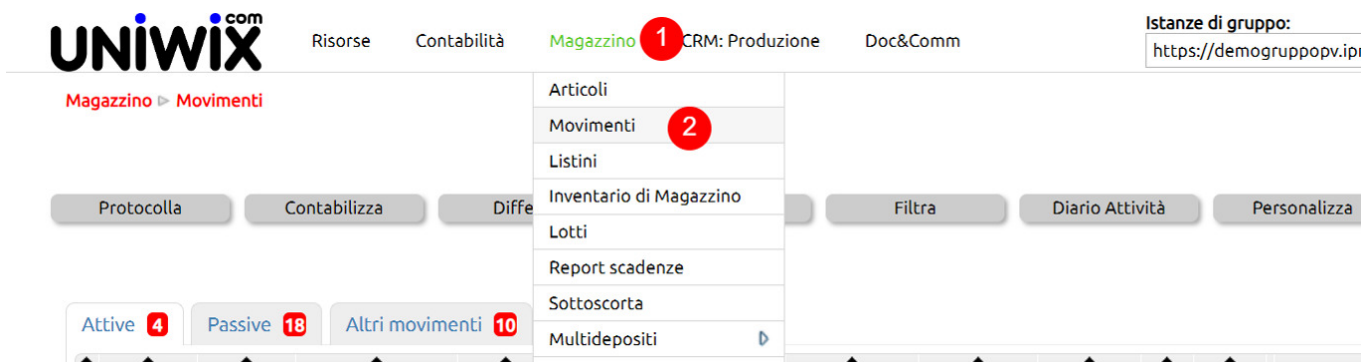 UNiWiX com
Risorse Contabilità Magazzino 1 CRM: Produzione Doc&Comm
Istanze di gruppo:
https://demogruppopv.ipr
Magazzino ▷ Movimenti
Articoli
Movimenti 2
Listini
Inventario di Magazzino
Lotti
Report scadenze
Sottoscorta
Multidepositi
Protocolla Contabilizza Diffe Filtra Diario Attività Personalizza
Attive 4 Passive 18 Altri movimenti 10